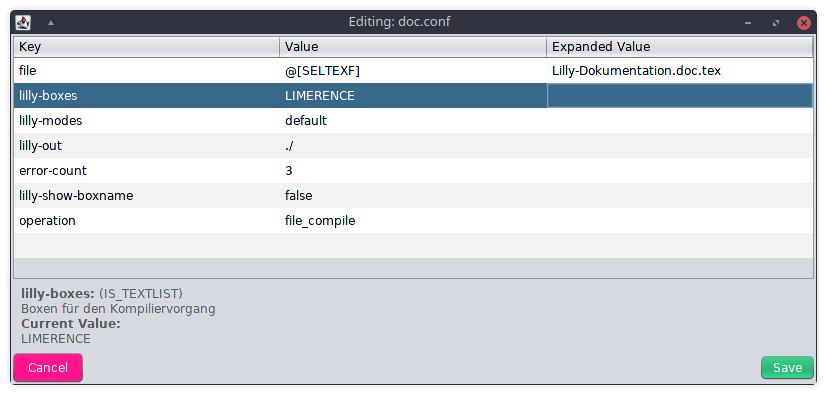 Editing: doc.conf
Key Value Expanded Value
file @[SELTEXF] Lilly-Dokumentation.doc.tex
lilly-boxes LIMERENCE
lilly-modes default
lilly-out ./
error-count 3
lilly-show-boxname false
operation file_compile
lilly-boxes: (IS_TEXTLIST)
Boxen für den Kompiliervorgang
Current Value:
LIMERENCE
Cancel Save